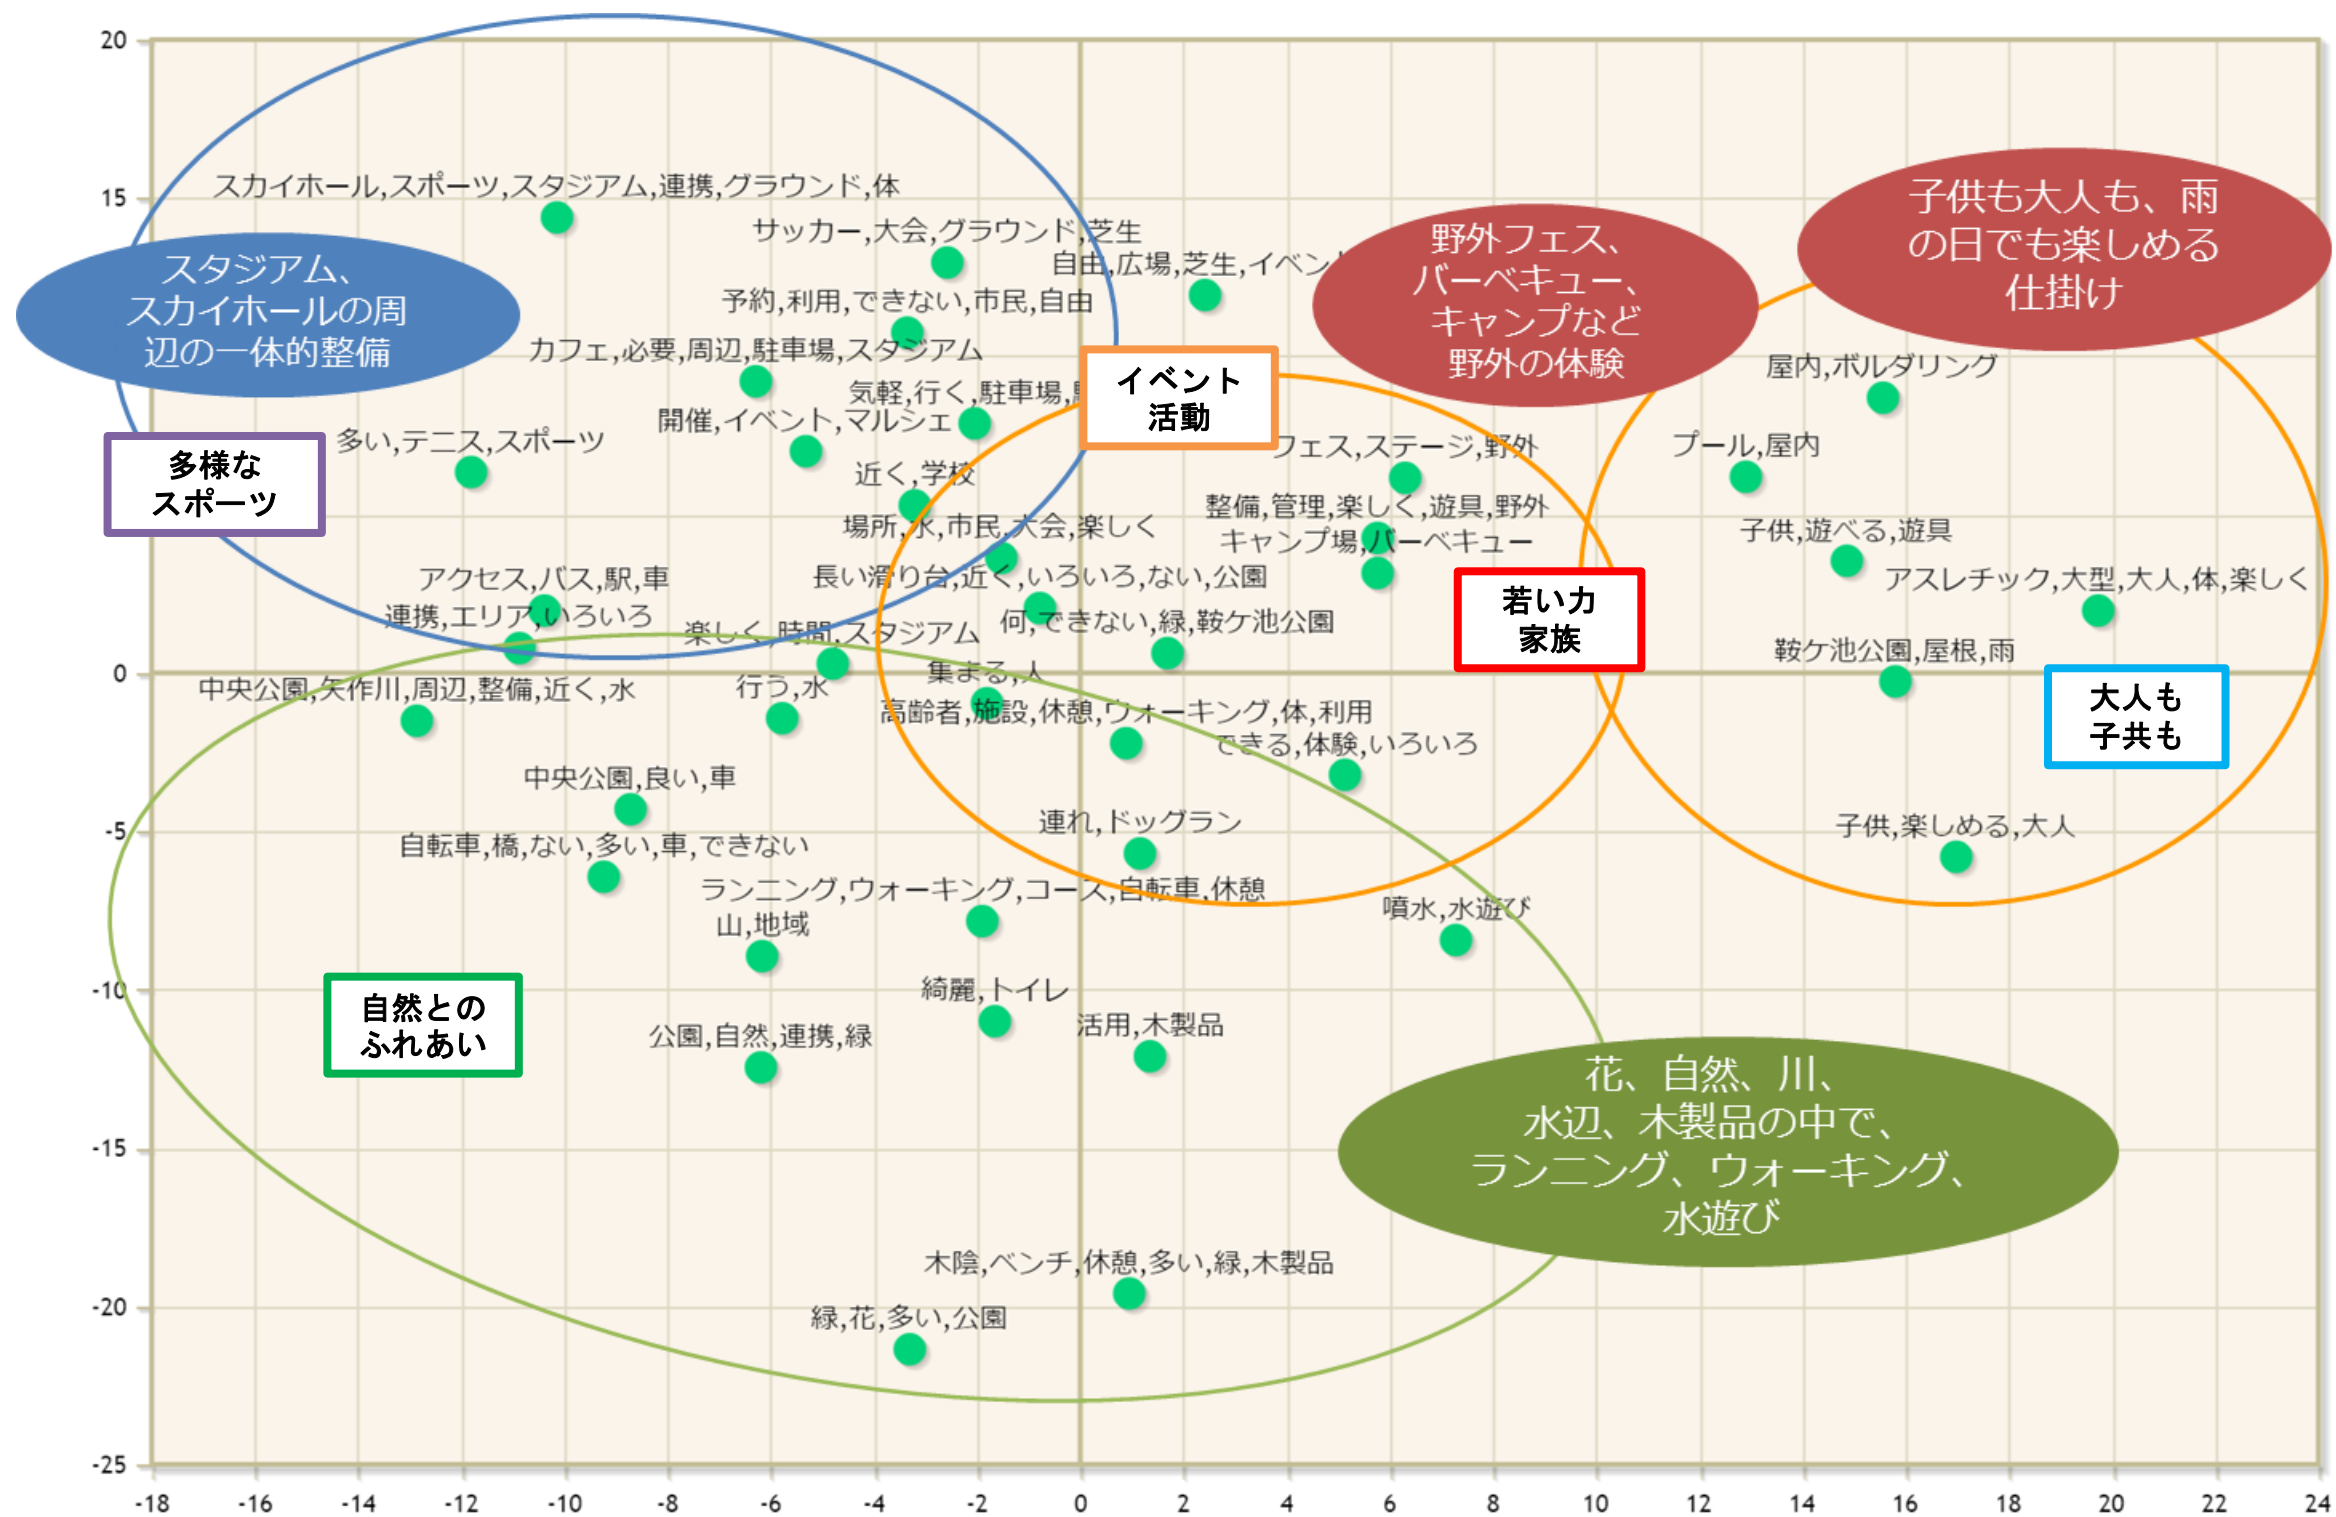 20
15
0
-5
-10
-15
-20
-25
-18
-16
-14
-12
-10
-8
-6
-4
-2
0
2
4
6
8
10
12
14
16
18
20
22
24
スカイホール,スポーツ,スタジアム,連携,グラウンド,体
サッカー,大会,グラウンド,芝生
自由,広場,芝生,イベン
予約,利用,できない,市民,自由
カフェ,必要,周辺,駐車場,スタジアム
気軽,行く,駐車場,
開催,イベント,マルシェ
多い,テニス,スポーツ
近く,学校
場所,水,市民,大会,楽しく
アクセス,バス,駅,車
長い滑り台,近く,いろいろ,ない,公園
連携,エリア,いろいろ
何,できない,緑,鞍ケ池公園
楽しく,時間,スタジアム
集まる,人
中央公園,矢作川,周辺,整備,近く,水
行う,水
高齢者,施設,休憩,ウォーキング,体,利用
できる,体験,いろいろ
中央公園,良い,車
連れ,ドッグラン
自転車,橋,ない,多い,車,できない
ランニング,ウォーキング,コース,自転車,休憩
山,地域
噴水,水遊び
綺麗,トイレ
公園,自然,連携,緑
活用,木製品
木陰,ベンチ,休憩,多い,緑,木製品
緑,花,多い,公園
フェス,ステージ,野外
整備,管理,楽しく,遊具,野外
キャンプ場,バーベキュー
屋内,ボルダリング
プール,屋内
子供,遊べる,遊具
アスレチック,大型,大人,体,楽しく
鞍ケ池公園,屋根,雨
子供,楽しめる,大人
スタジアム、
スカイホールの周
辺の一体的整備
野外フェス、
バーベキュー、
キャンプなど
野外の体験
子供も大人も、雨
の日でも楽しめる
仕掛け
花、自然、川、
水辺、木製品の中で、
ランニング、ウォーキング、
水遊び
多様な
スポーツ
イベント
活動
若い力
家族
大人も
子共も
自然との
ふれあい